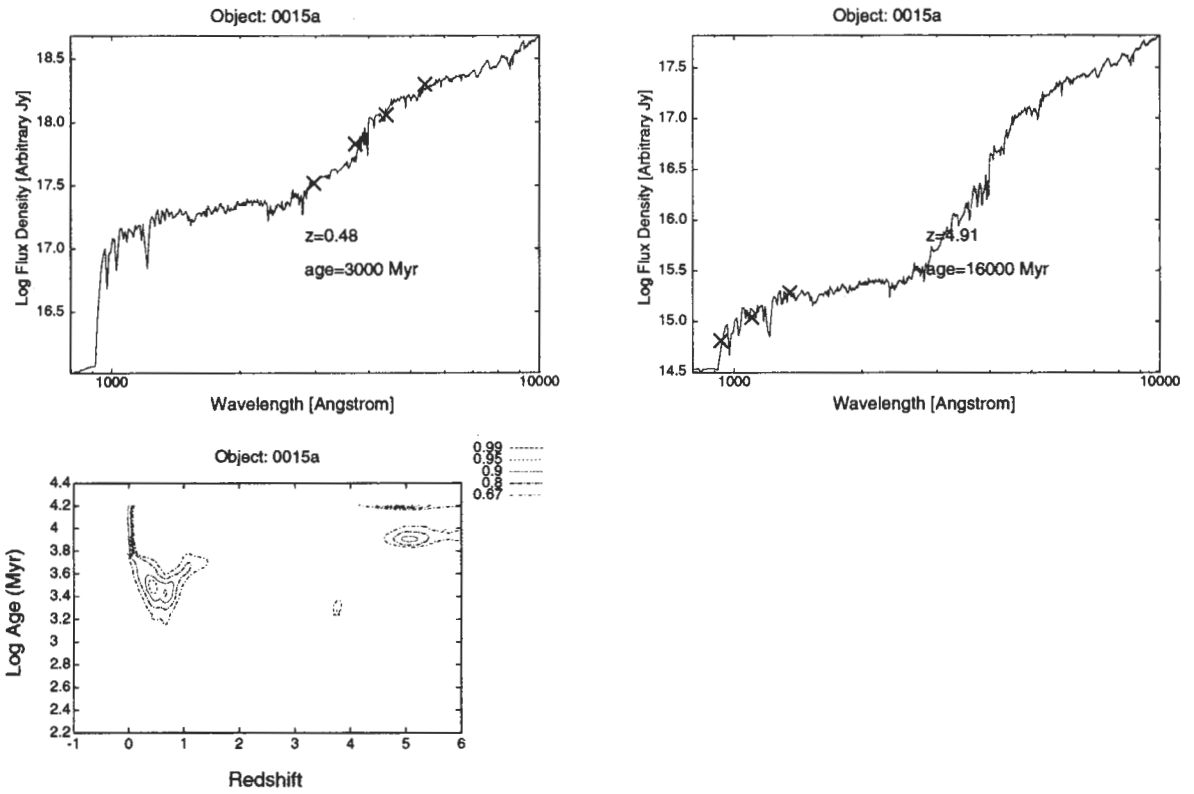 Object: 0015a
18.5
18.0
17.5
17.0
16.5
Log Flux Density [Arbitrary Jy]
z=0.48
age=3000 Myr
1000
10000
Wavelength [Angstrom]
Object: 0015a
17.5
17.0
16.5
16.0
15.5
15.0
14.5
Log Flux Density [Arbitrary Jy]
z=4.91
age=16000 Myr
1000
10000
Wavelength [Angstrom]
Object: 0015a
0.99
0.95
0.9
0.8
0.67
4.4
4.2
4
3.8
3.6
3.4
3.2
3
2.8
2.6
2.4
2.2
Log Age (Myr)
-1 0 1 2 3 4 5 6
Redshift